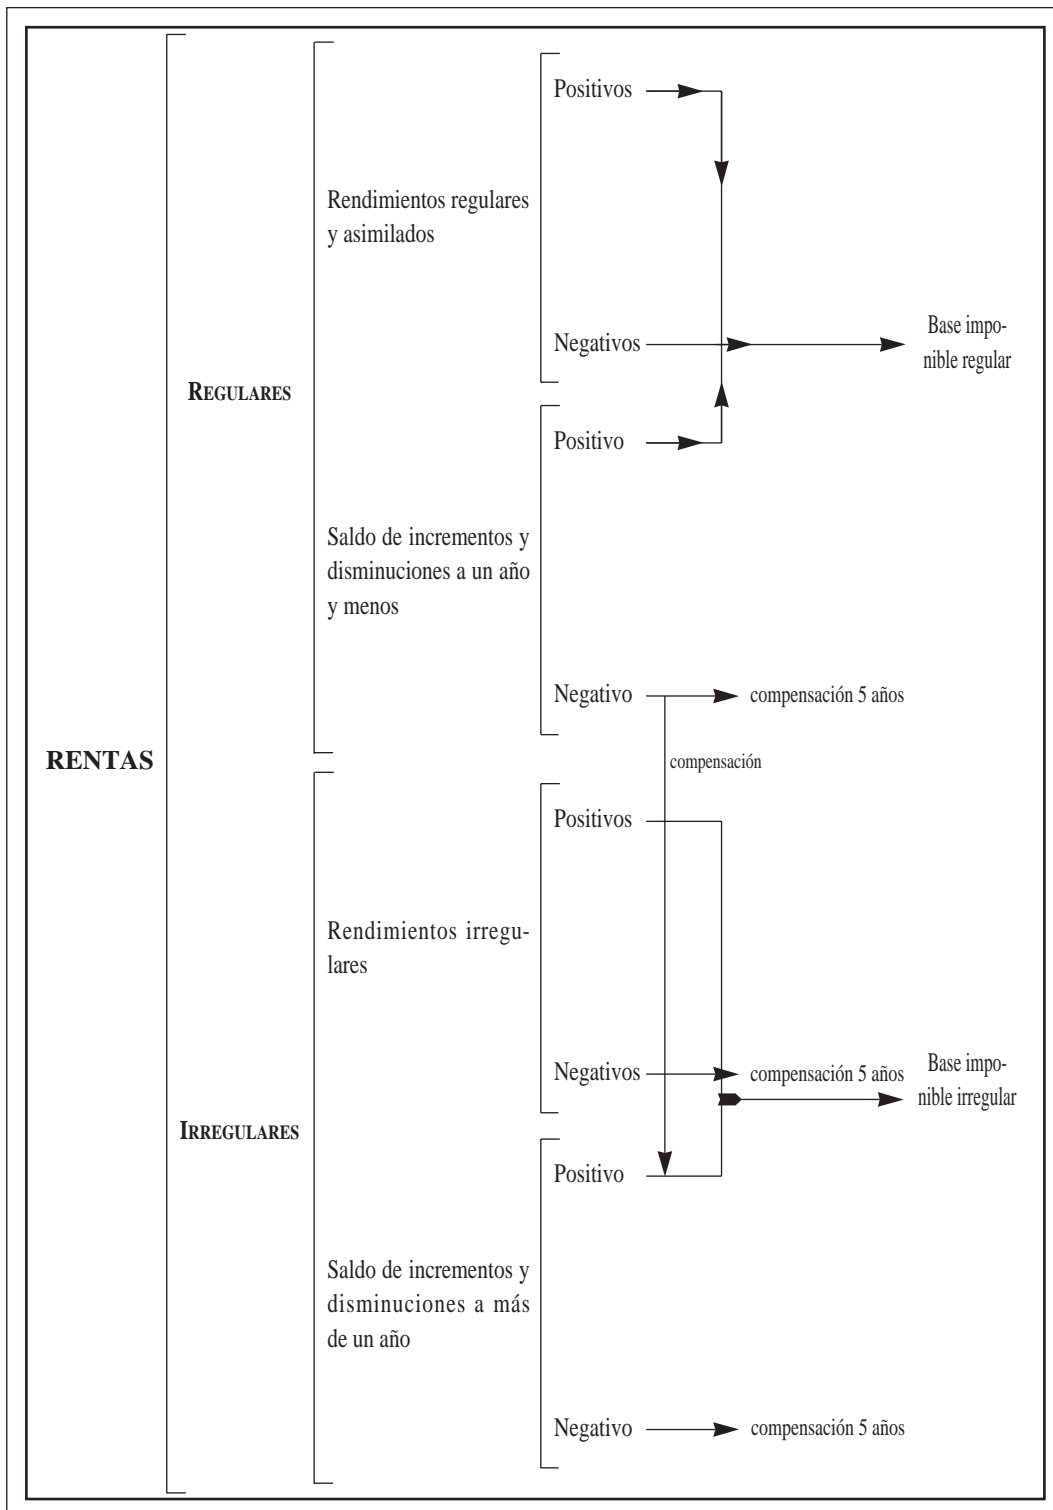 Positivos
Rendimientos regulares
y asimilados
Negativos
Base impo-
nible regular
REGULARES
Positivo
Saldo de incrementos y
disminuciones a un año
y menos
Negativo
compensación 5 años
RENTAS
compensación
Positivos
Rendimientos irregu-
lares
Negativos
compensación 5 años
Base impo-
nible irregular
IRREGULARES
Positivo
Saldo de incrementos y
disminuciones a más
de un año
Negativo
compensación 5 años